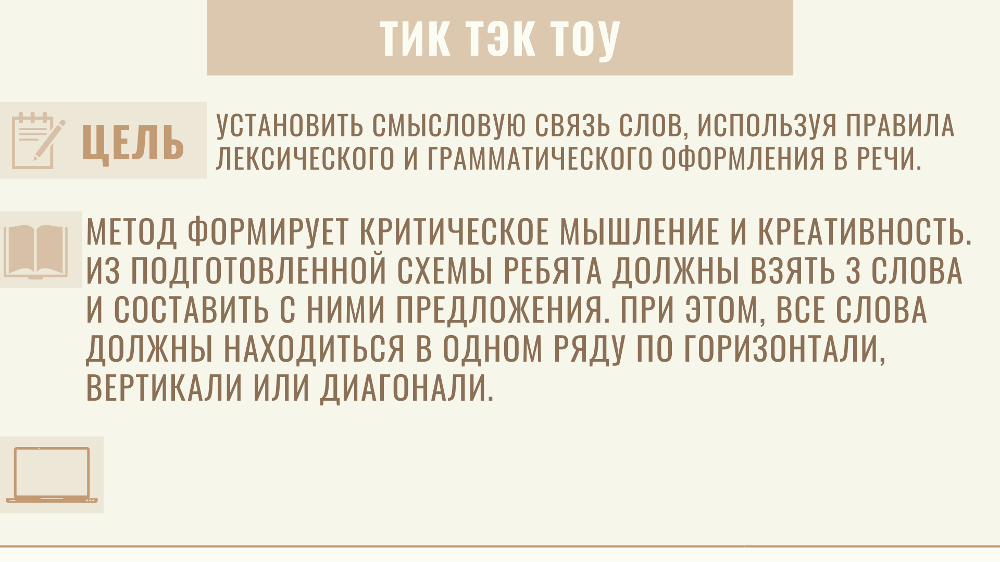 ТИК ТЭК ТОУ
ЦЕЛЬ
УСТАНОВИТЬ СМЫСЛОВУЮ СВЯЗЬ СЛОВ, ИСПОЛЬЗУЯ ПРАВИЛА
ЛЕКСИЧЕСКОГО И ГРАММАТИЧЕСКОГО ОФОРМЛЕНИЯ В РЕЧИ.
МЕТОД ФОРМИРУЕТ КРИТИЧЕСКОЕ МЫШЛЕНИЕ И КРЕАТИВНОСТЬ.
ИЗ ПОДГОТОВЛЕННОЙ СХЕМЫ РЕБЯТА ДОЛЖНЫ ВЗЯТЬ 3 СЛОВА
И СОСТАВИТЬ С НИМИ ПРЕДЛОЖЕНИЯ. ПРИ ЭТОМ, ВСЕ СЛОВА
ДОЛЖНЫ НАХОДИТЬСЯ В ОДНОМ РЯДУ ПО ГОРИЗОНТАЛИ,
ВЕРТИКАЛИ ИЛИ ДИАГОНАЛИ.